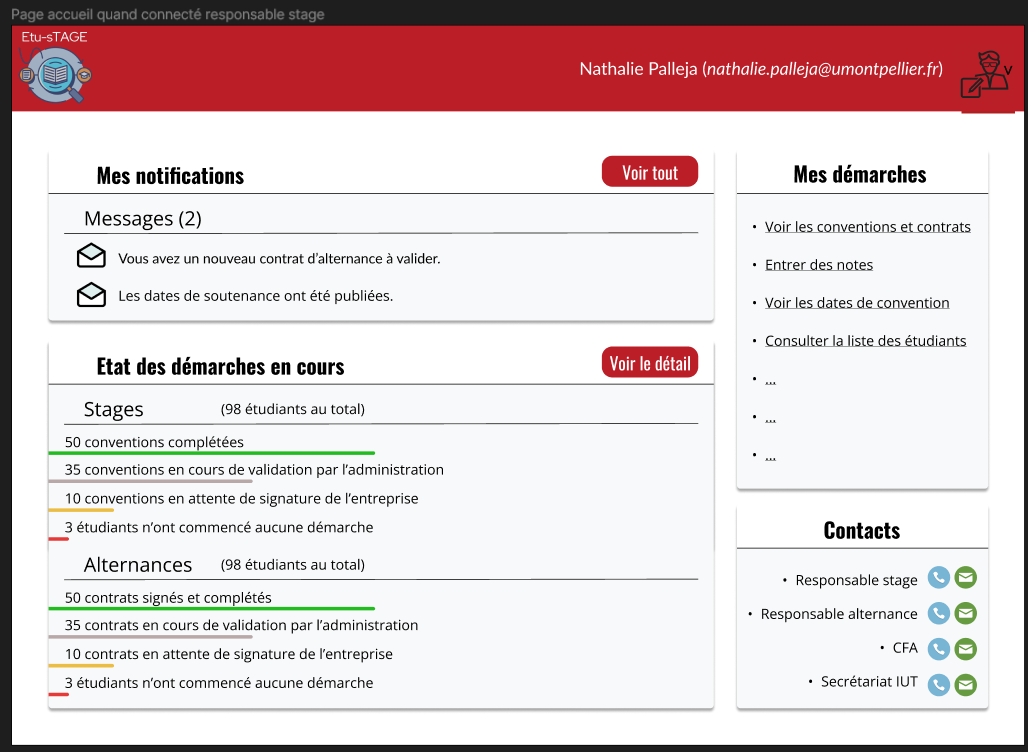 Page accueil quand connecté responsable stage
Etu-sTAGE
Nathalie Palleja (nathalie.palleja@umontpellier.fr)
Mes notifications
Voir tout
Messages (2)
Vous avez un nouveau contrat d'alternance à valider.
Les dates de soutenance ont été publiées.
Etat des démarches en cours
Voir le détail
Stages (98 étudiants au total)
50 conventions complétées
35 conventions en cours de validation par l'administration
10 conventions en attente de signature de l'entreprise
3 étudiants n'ont commencé aucune démarche
Alternances (98 étudiants au total)
50 contrats signés et complétés
35 contrats en cours de validation par l'administration
10 contrats en attente de signature de l'entreprise
3 étudiants n'ont commencé aucune démarche
Mes démarches
• Voir les conventions et contrats
• Entrer des notes
• Voir les dates de convention
• Consulter la liste des étudiants
• ...
• ...
• ...
Contacts
• Responsable stage
• Responsable alternance
• CFA
• Secrétariat IUT